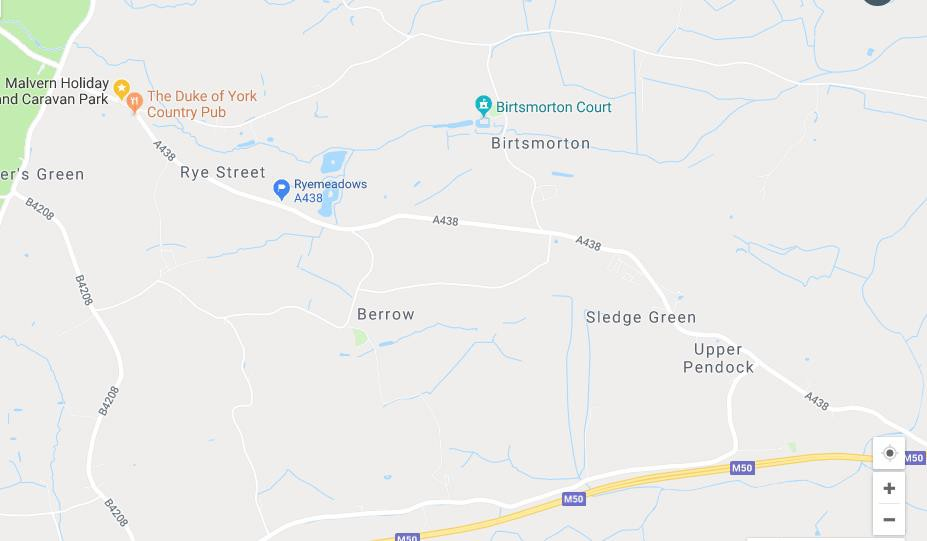 Malvern Holiday
nd Caravan Park
The Duke of York
Country Pub
Birtsmorton Court
A438
Birtsmorton
er's Green
Rye Street
Ryemeadows
A438
B4208
A438
A438
B4208
Berrow
Sledge Green
Upper
Pendock
B4208
A438
M50
M50
M50
B4208
M50